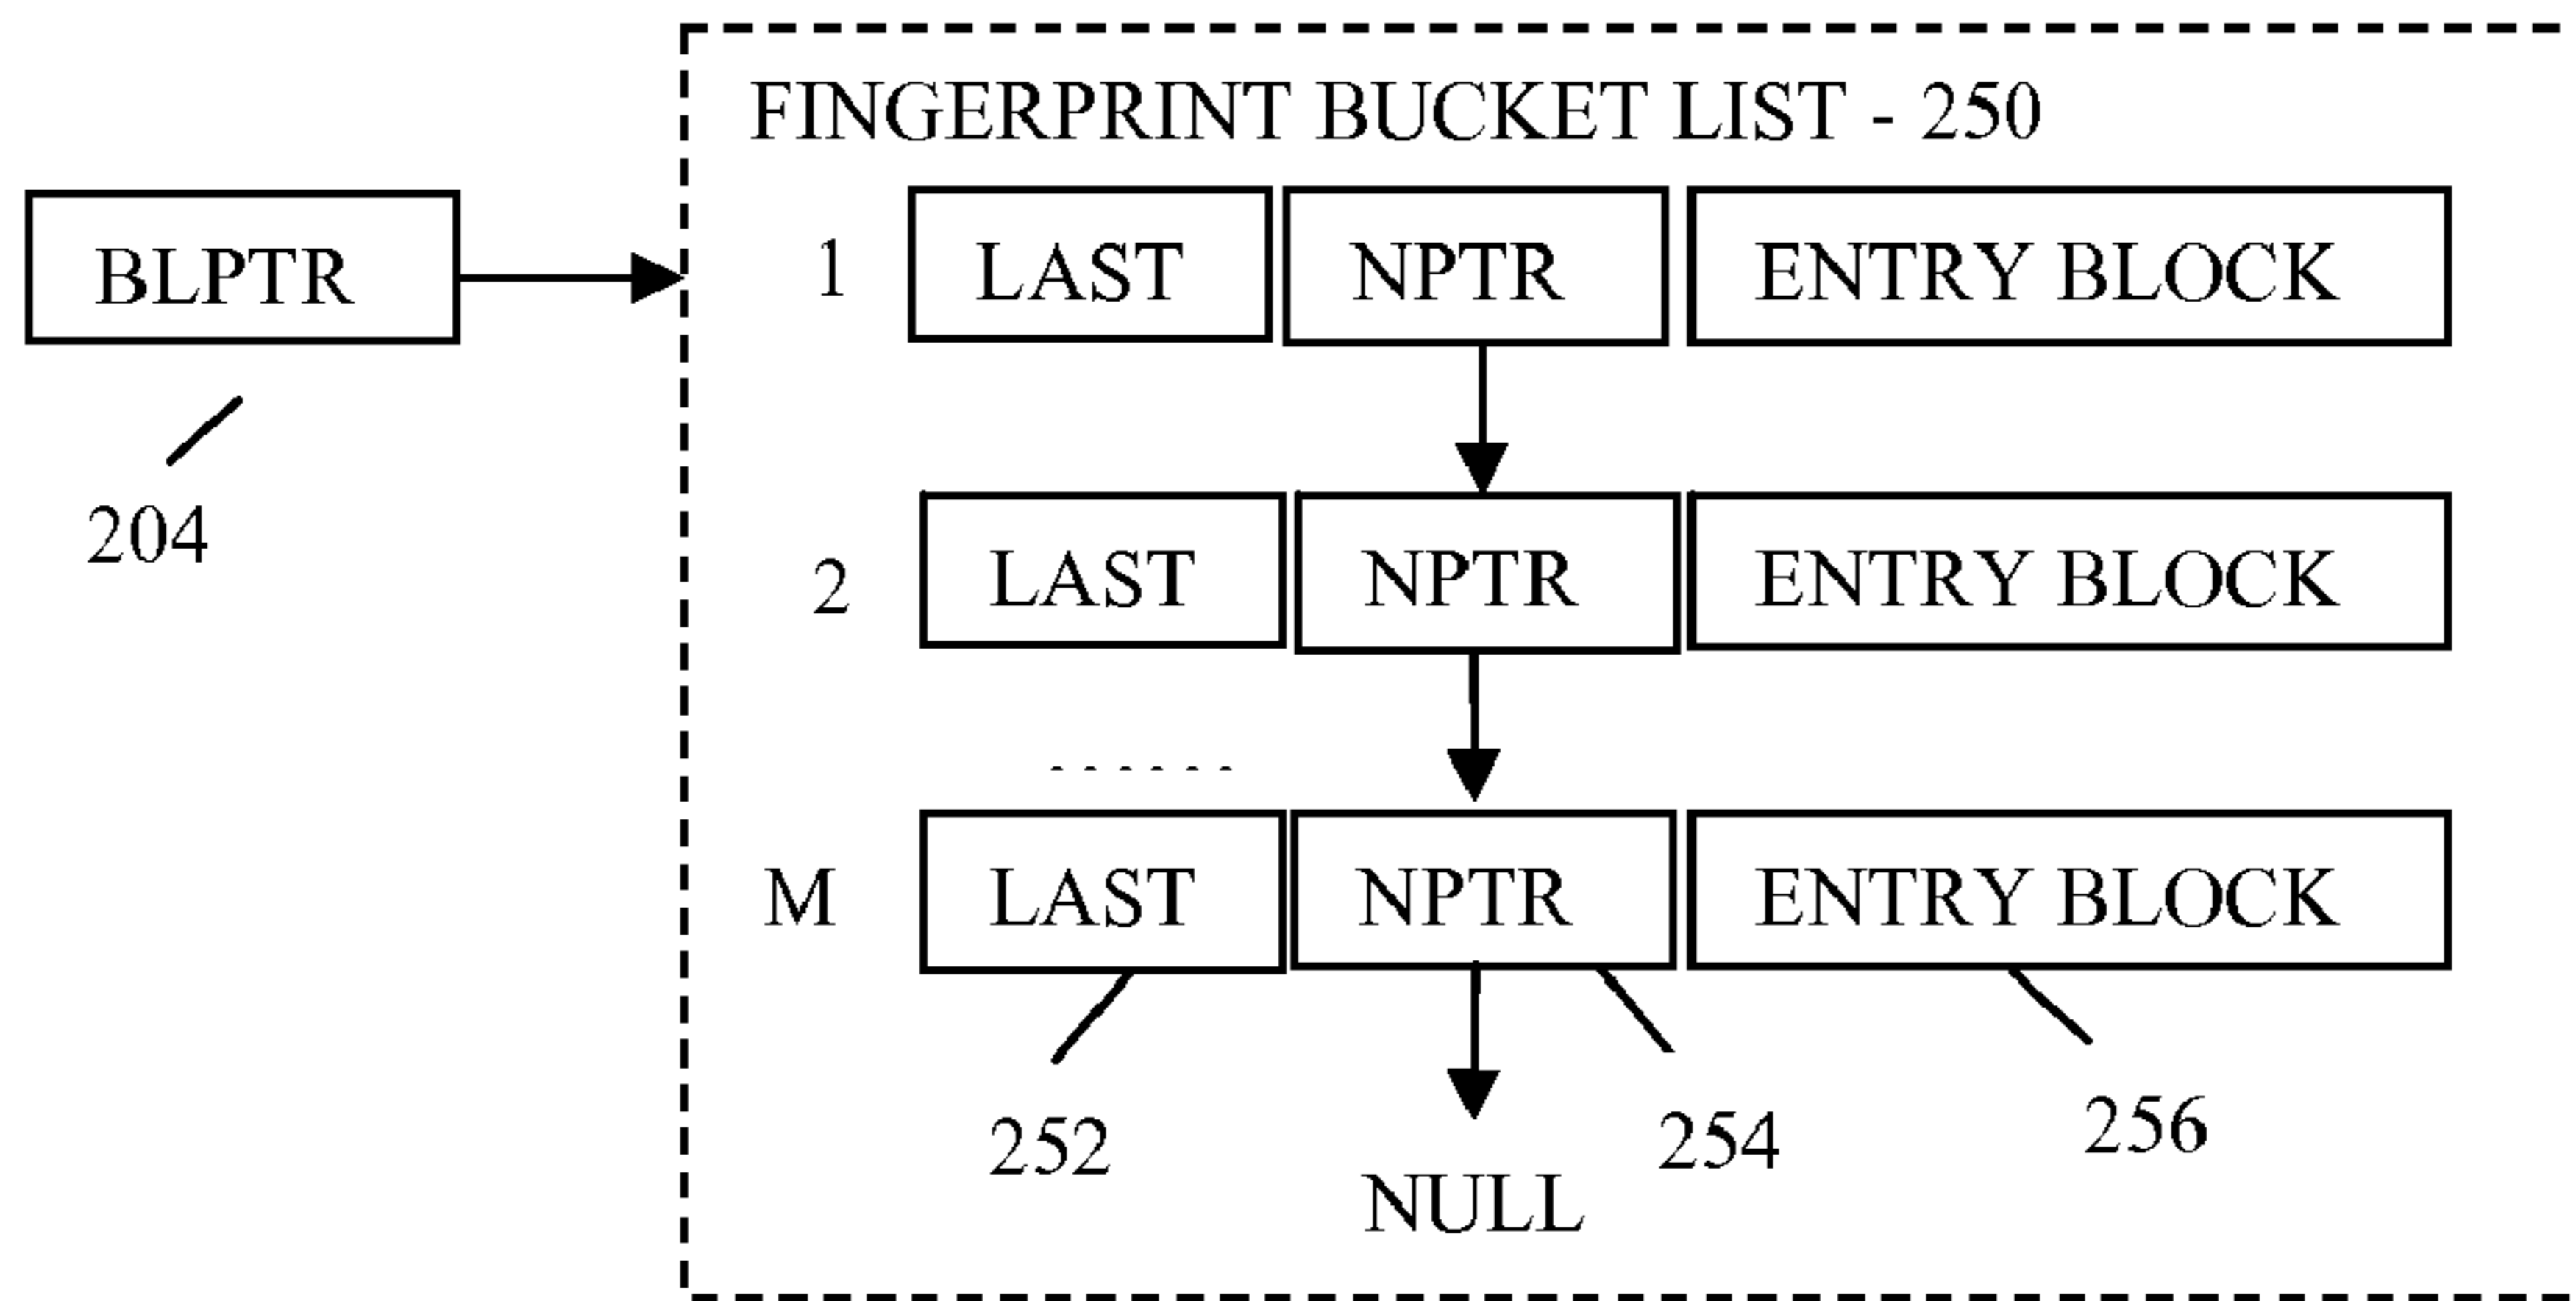 FINGERPRINT BUCKET LIST - 250
BLPTR
204
1 LAST NPTR ENTRY BLOCK
2 LAST NPTR ENTRY BLOCK
......
M LAST NPTR ENTRY BLOCK
252 254 256
NULL